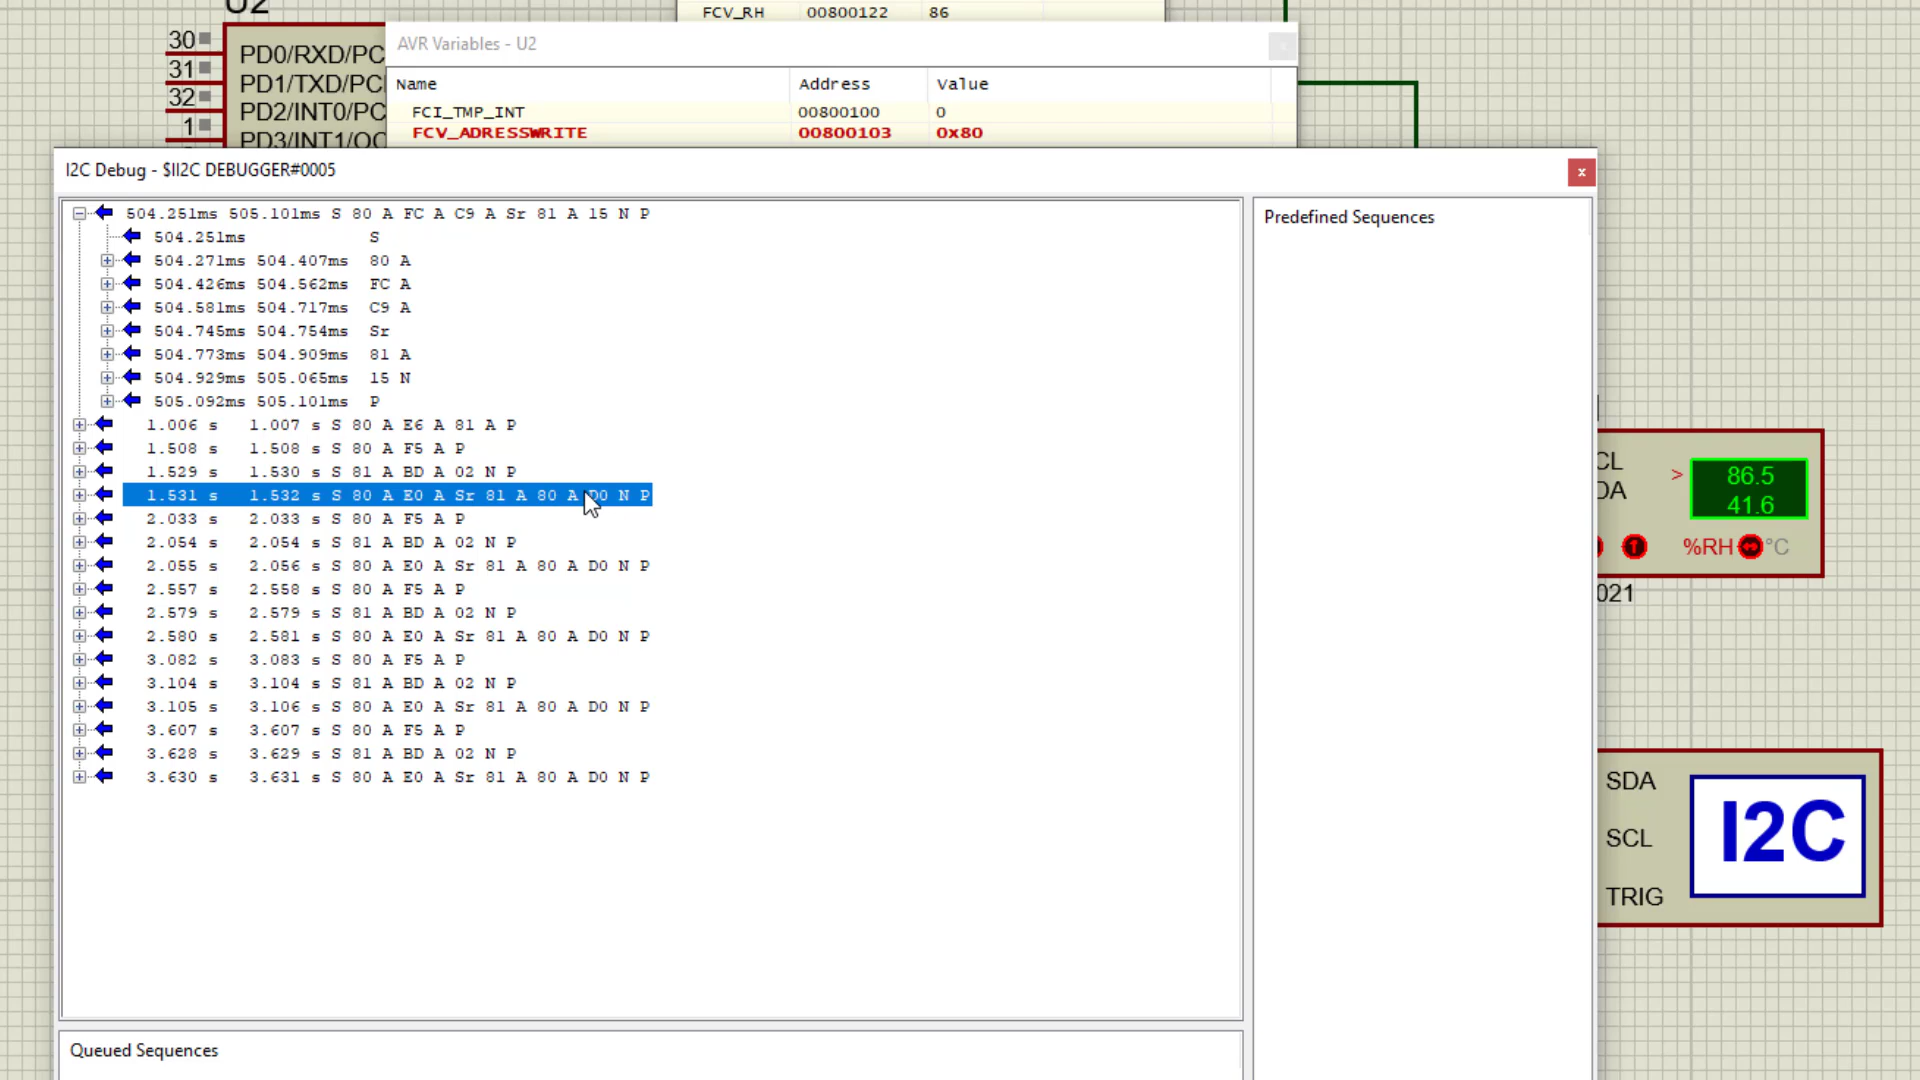 U2
FCV_RH 00800122 86
30
31
32
1
PD0/RXD/PC
PD1/TXD/PC
PD2/INT0/PC
PD3/INT1/OC
AVR Variables - U2
Name Address Value
FCI_TMP_INT 00800100 0
FCV_ADRESSWRITE 00800103 0x80
I2C Debug - $II2C DEBUGGER#0005
x
504.251ms 505.101ms S 80 A FC A C9 A Sr 81 A 15 N P
504.251ms S
504.271ms 504.407ms 80 A
504.426ms 504.562ms FC A
504.581ms 504.717ms C9 A
504.745ms 504.754ms Sr
504.773ms 504.909ms 81 A
504.929ms 505.065ms 15 N
505.092ms 505.101ms P
1.006 s 1.007 s S 80 A E6 A 81 A P
1.508 s 1.508 s S 80 A F5 A P
1.529 s 1.530 s S 81 A BD A 02 N P
1.531 s 1.532 s S 80 A E0 A Sr 81 A 80 A D0 N P
2.033 s 2.033 s S 80 A F5 A P
2.054 s 2.054 s S 81 A BD A 02 N P
2.055 s 2.056 s S 80 A E0 A Sr 81 A 80 A D0 N P
2.557 s 2.558 s S 80 A F5 A P
2.579 s 2.579 s S 81 A BD A 02 N P
2.580 s 2.581 s S 80 A E0 A Sr 81 A 80 A D0 N P
3.082 s 3.083 s S 80 A F5 A P
3.104 s 3.104 s S 81 A BD A 02 N P
3.105 s 3.106 s S 80 A E0 A Sr 81 A 80 A D0 N P
3.607 s 3.607 s S 80 A F5 A P
3.628 s 3.629 s S 81 A BD A 02 N P
3.630 s 3.631 s S 80 A E0 A Sr 81 A 80 A D0 N P
Predefined Sequences
Queued Sequences
CL
DA
>
86.5
41.6
%RH °C
021
SDA
SCL
TRIG
I2C